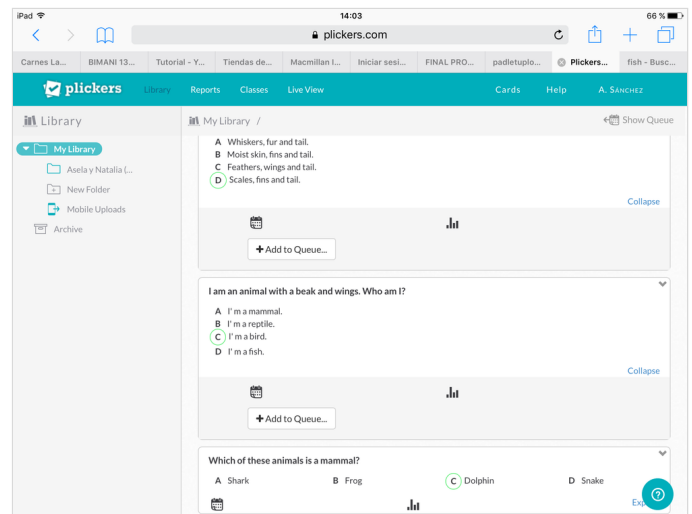 iPad 14:03 66 %
plickers.com
Carnes La... BIMANI 13... Tutorial - Y... Tiendas de... Macmillan I... Iniciar sesi... FINAL PRO... padletuplo... Plickers... fish - Busc...
plickers Library Reports Classes Live View Cards Help A. SÁNCHEZ
Library My Library / Show Queue
My Library
Asela y Natalia (...
New Folder
Mobile Uploads
Archive
A Whiskers, fur and tail.
B Moist skin, fins and tail.
C Feathers, wings and tail.
D Scales, fins and tail.
Collapse
+ Add to Queue...
I am an animal with a beak and wings. Who am I?
A I' m a mammal.
B I' m a reptile.
C I' m a bird.
D I' m a fish.
Collapse
+ Add to Queue...
Which of these animals is a mammal?
A Shark B Frog C Dolphin D Snake